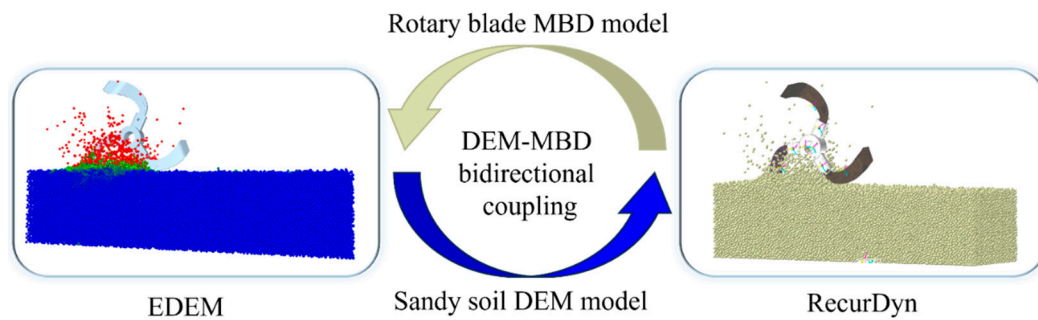 Rotary blade MBD model
DEM-MBD
bidirectional
coupling
EDEM
Sandy soil DEM model
RecurDyn